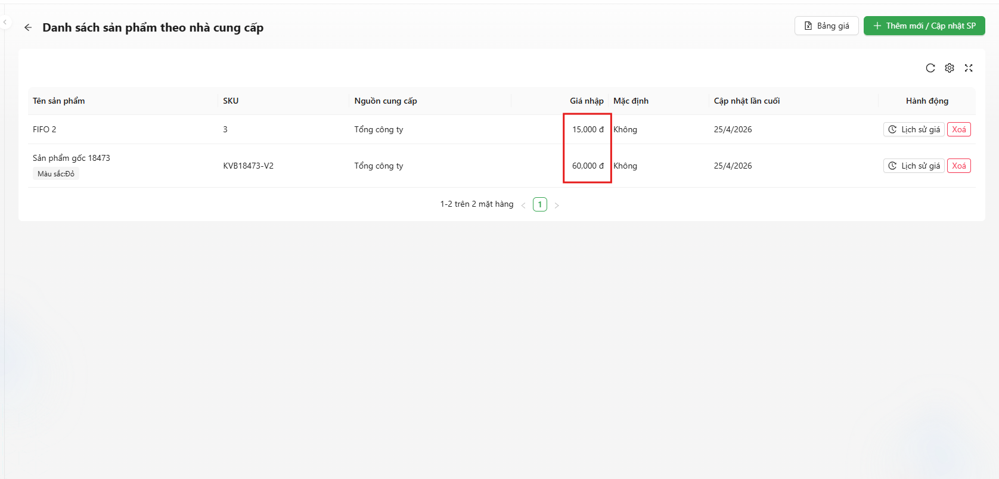 Danh sách sản phẩm theo nhà cung cấp
Bảng giá
Thêm mới / Cập nhật SP
Tên sản phẩm SKU Nguồn cung cấp Giá nhập Mặc định Cập nhật lần cuối Hành động
FIFO 2 3 Tổng công ty 15,000 đ Không 25/4/2026 Lịch sử giá Xoá
Sản phẩm gốc 18473
Màu sắc:Đỏ
KVB18473-V2 Tổng công ty 60,000 đ Không 25/4/2026 Lịch sử giá Xoá
1-2 trên 2 mặt hàng 1